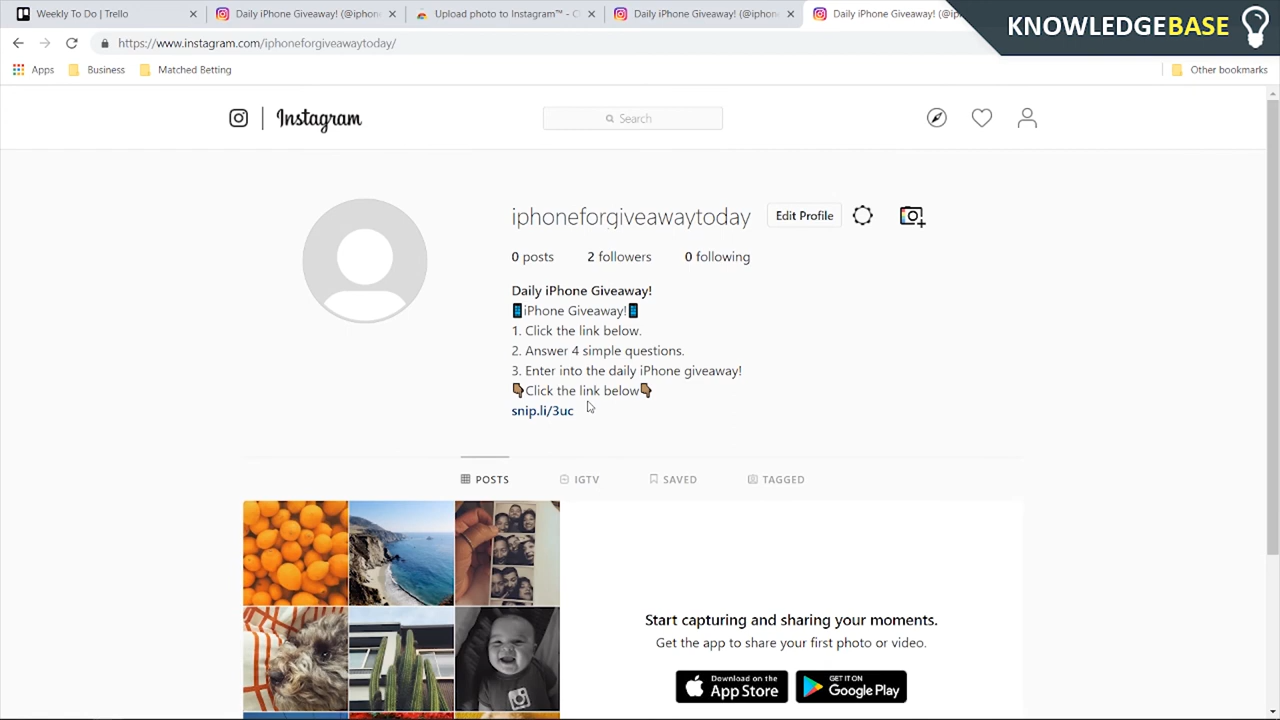 Weekly To Do | Trello
Daily iPhone Giveaway! (@iphone
Upload photo to Instagram™ - C
Daily iPhone Giveaway! (@iphone
Daily iPhone Giveaway! (@ip
KNOWLEDGEBASE
https://www.instagram.com/iphoneforgiveawaytoday/
Apps
Business
Matched Betting
Other bookmarks
Instagram
Search
iphoneforgiveawaytoday
Edit Profile
0 posts 2 followers 0 following
Daily iPhone Giveaway!
📱iPhone Giveaway!📱
1. Click the link below.
2. Answer 4 simple questions.
3. Enter into the daily iPhone giveaway!
👇🏾Click the link below👇🏾
snip.li/3uc
POSTS IGTV SAVED TAGGED
Start capturing and sharing your moments.
Get the app to share your first photo or video.
Download on the
App Store
GET IT ON
Google Play